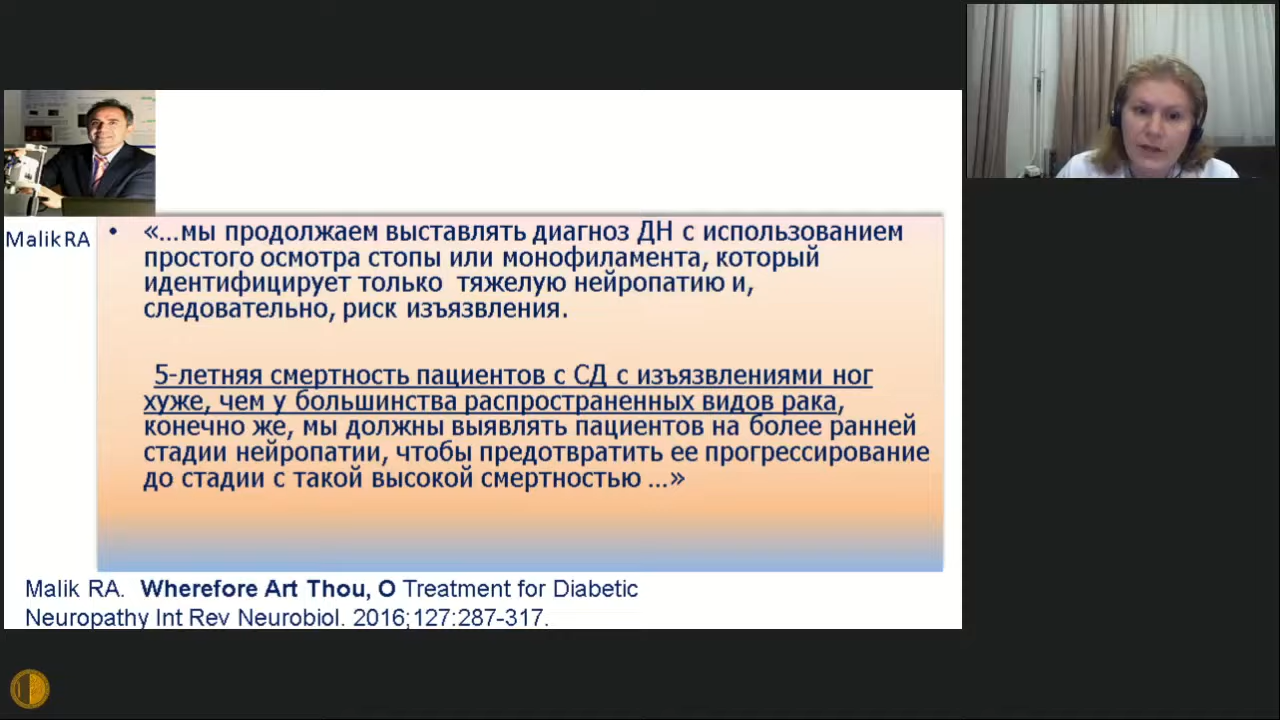 Malik RA
• «...мы продолжаем выставлять диагноз ДН с использованием
простого осмотра стопы или монофиламента, который
идентифицирует только тяжелую нейропатию и,
следовательно, риск изъязвления.
5-летняя смертность пациентов с СД с изъязвлениями ног
хуже, чем у большинства распространенных видов рака,
конечно же, мы должны выявлять пациентов на более ранней
стадии нейропатии, чтобы предотвратить ее прогрессирование
до стадии с такой высокой смертностью ...»
Malik RA. Wherefore Art Thou, O Treatment for Diabetic
Neuropathy Int Rev Neurobiol. 2016;127:287-317.